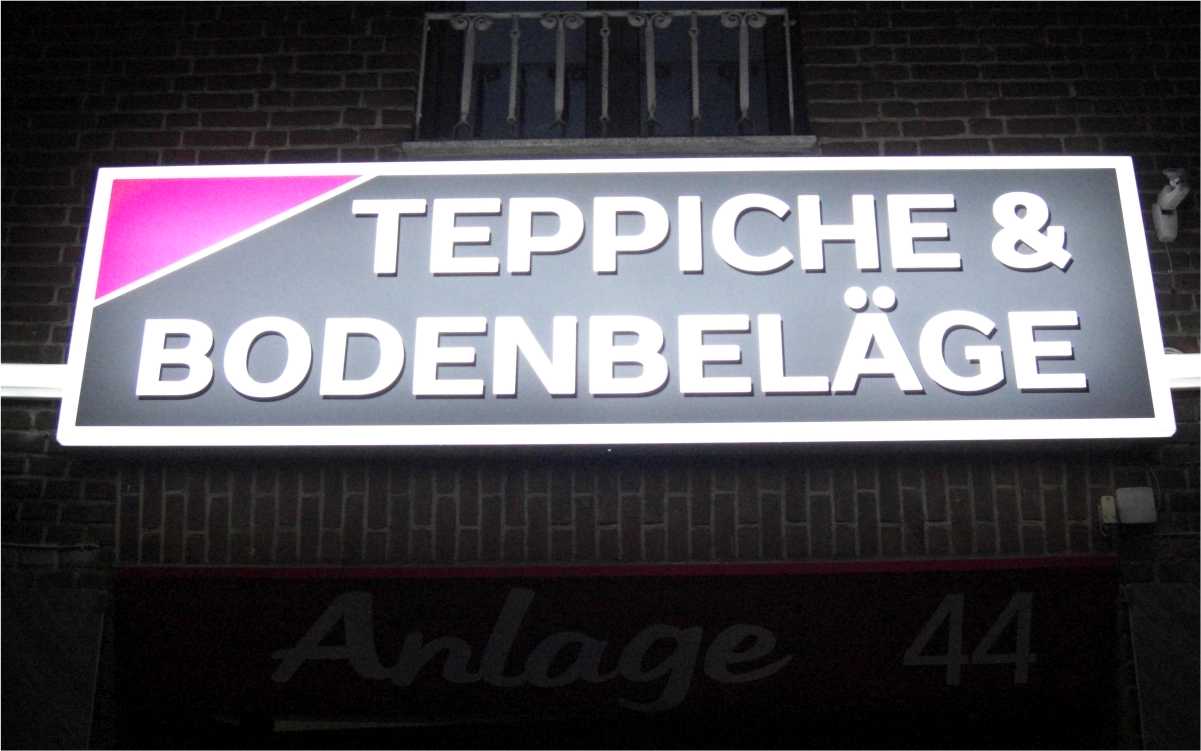 TEPPICHE &
BODENBELÄGE
Anlage 44